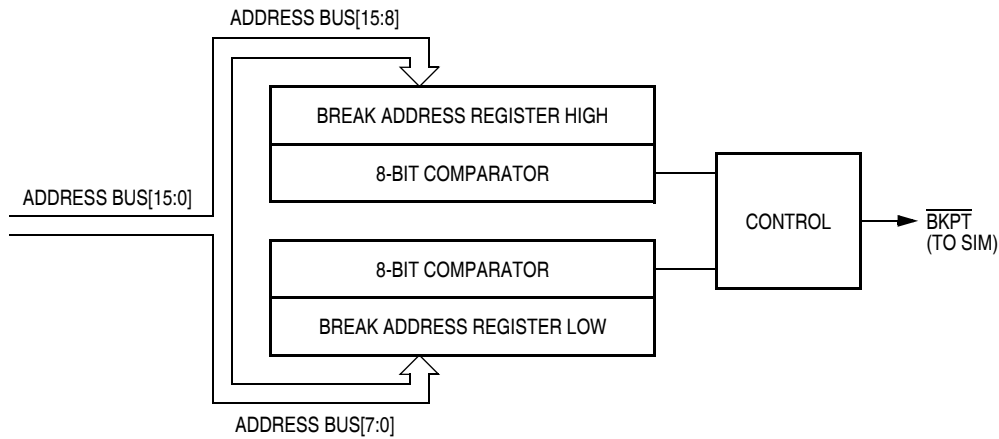 ADDRESS BUS[15:8]
BREAK ADDRESS REGISTER HIGH
8-BIT COMPARATOR
ADDRESS BUS[15:0]
CONTROL
BKPT
(TO SIM)
8-BIT COMPARATOR
BREAK ADDRESS REGISTER LOW
ADDRESS BUS[7:0]